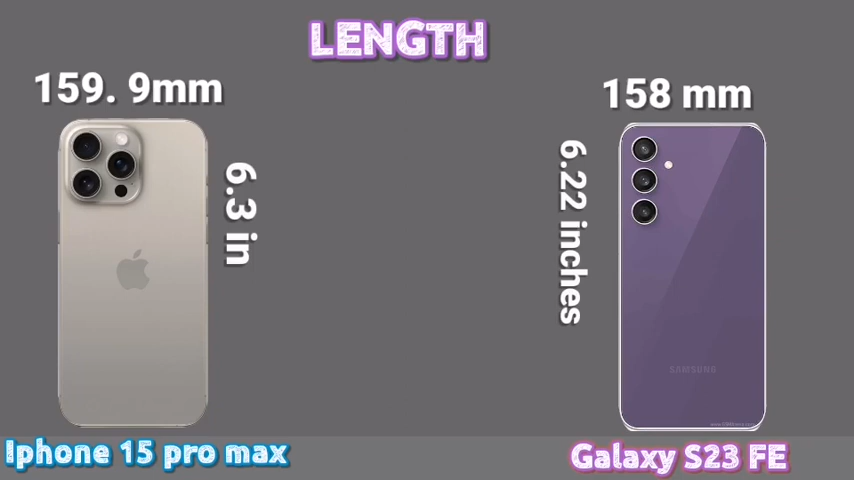 LENGTH
159. 9mm
158 mm
6.3 in
6.22 inches
SAMSUNG
Iphone 15 pro max
Galaxy S23 FE